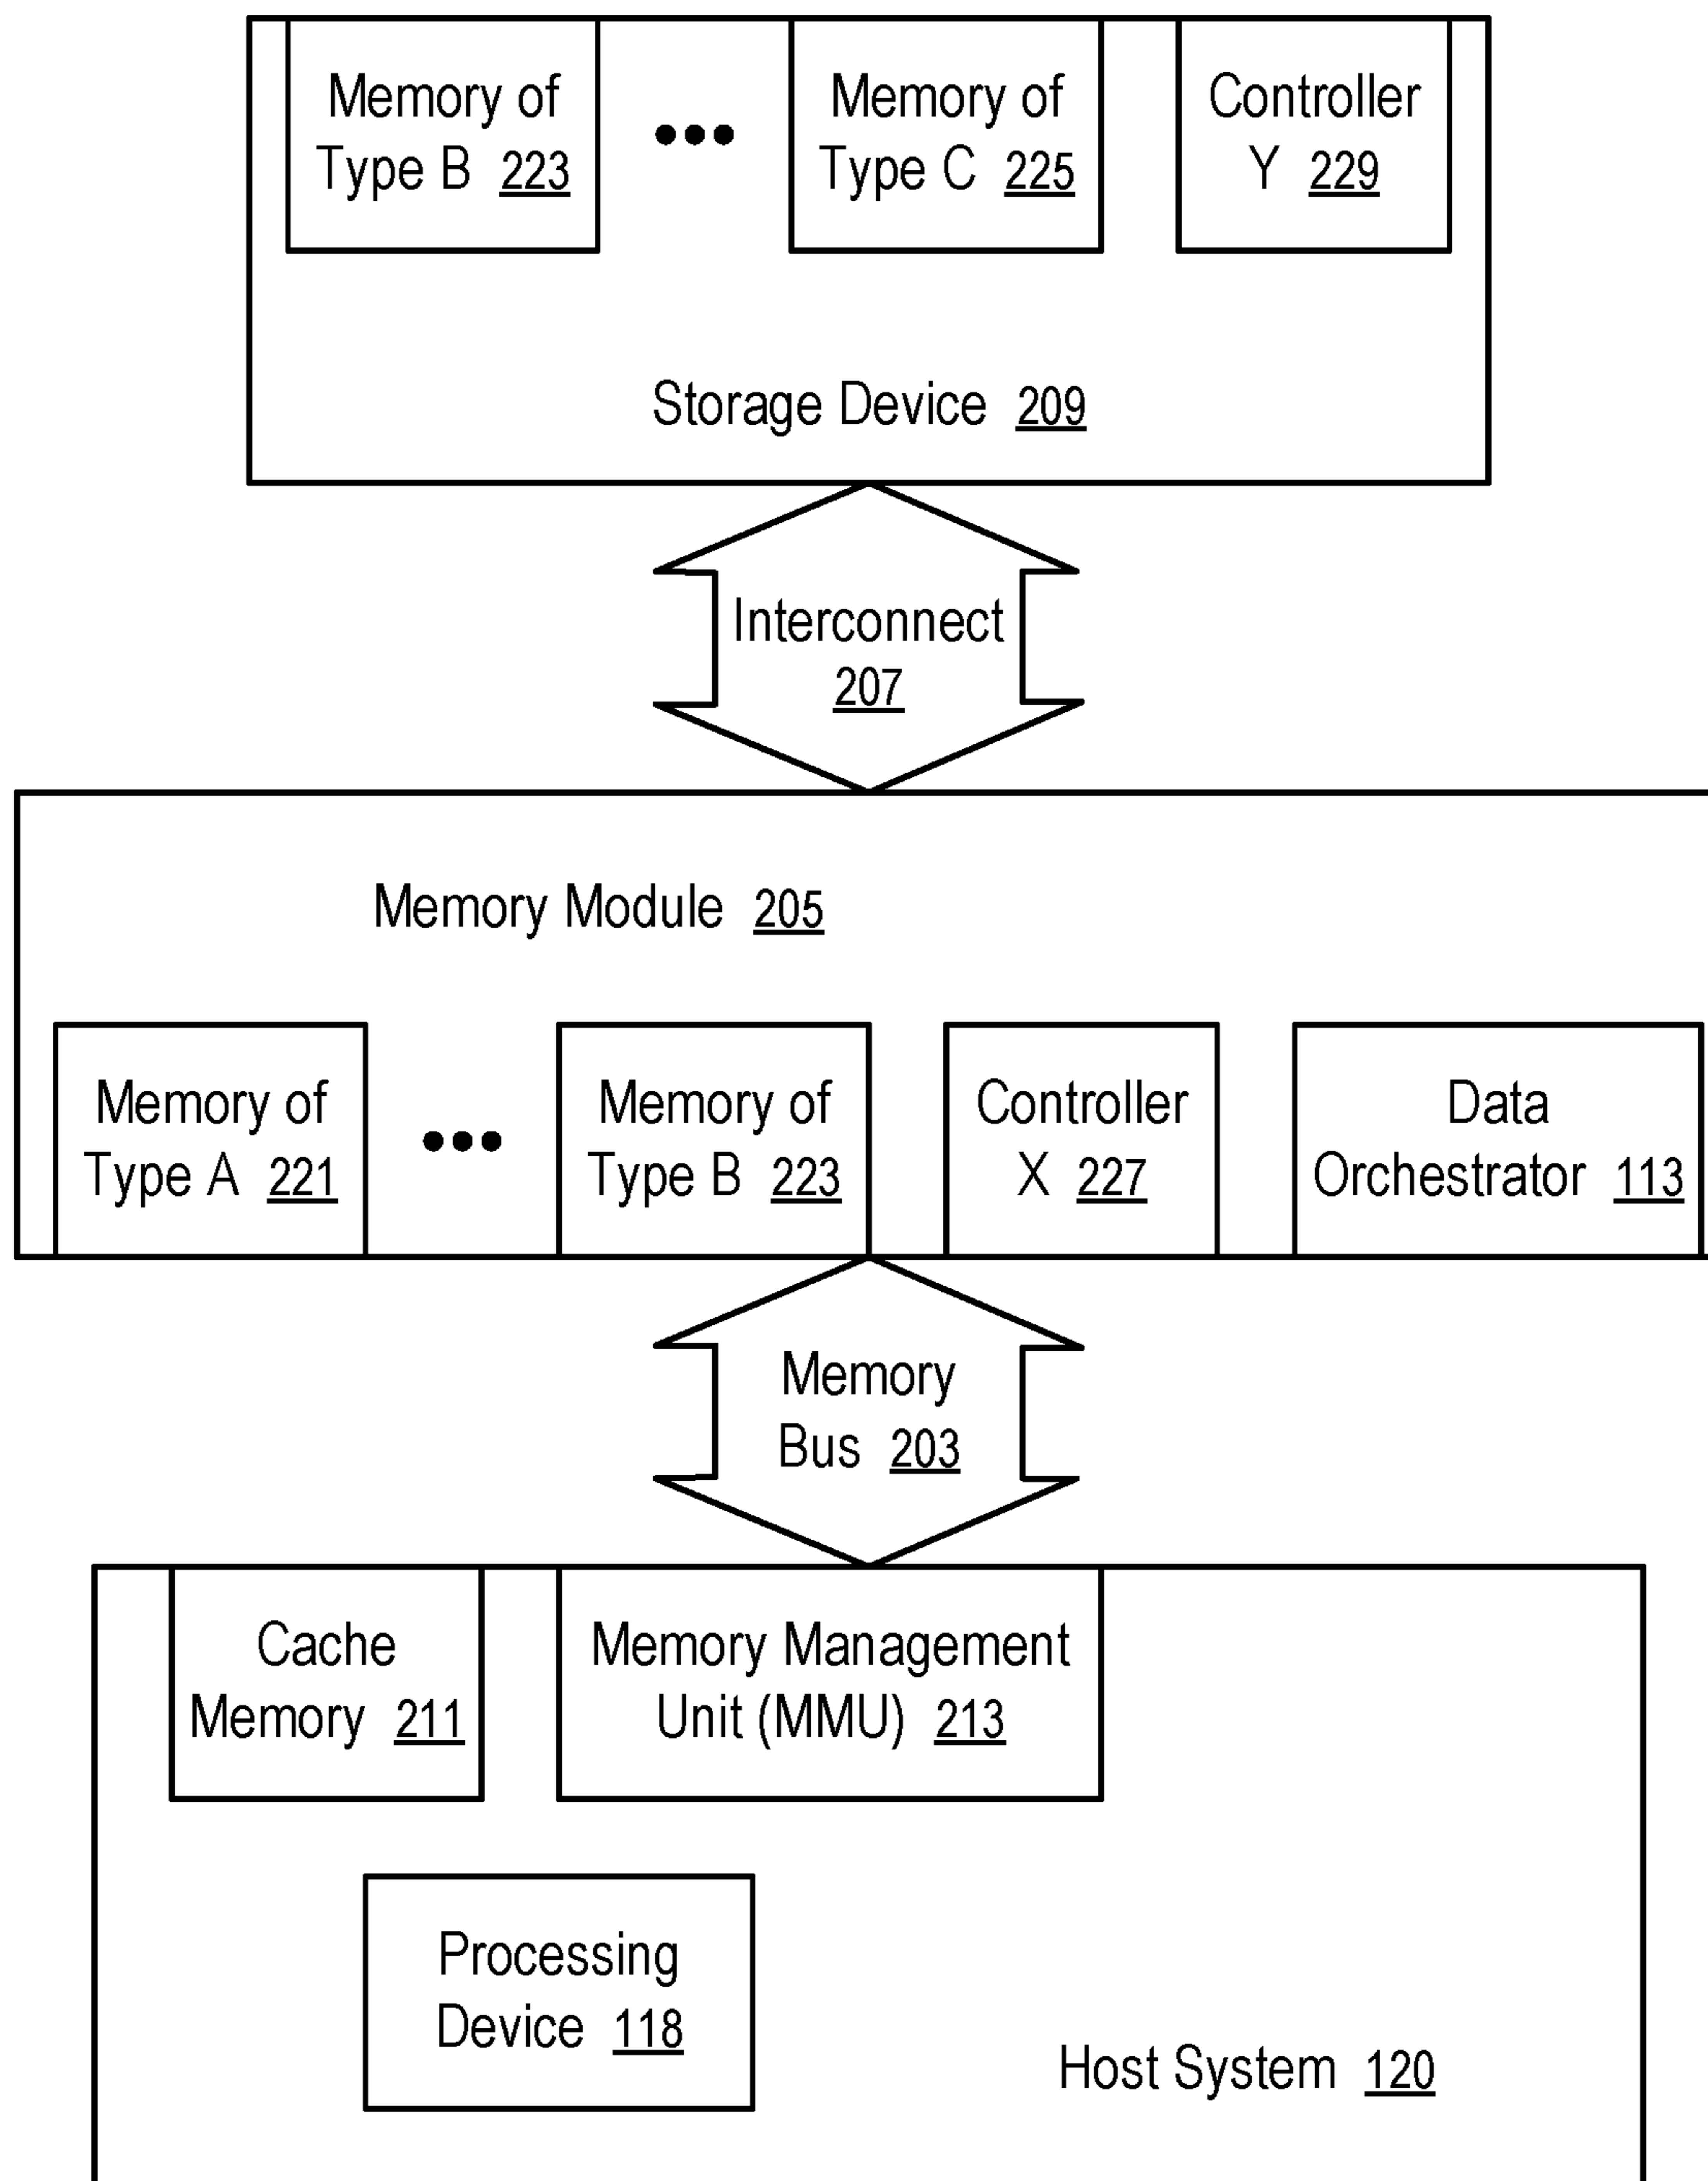 Memory of
Type B 223
Memory of
Type C 225
Controller
Y 229
Storage Device 209
Interconnect
207
Memory Module 205
Memory of
Type A 221
Memory of
Type B 223
Controller
X 227
Data
Orchestrator 113
Memory
Bus 203
Cache
Memory 211
Memory Management
Unit (MMU) 213
Processing
Device 118
Host System 120